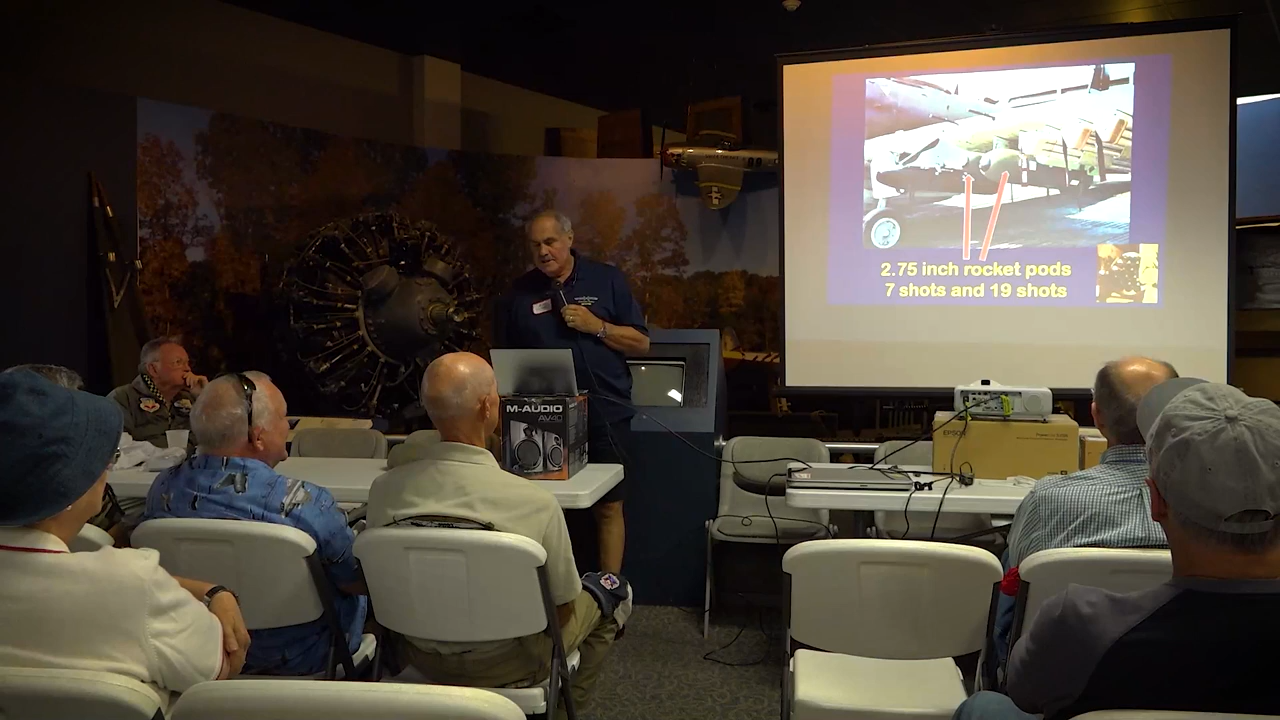 2.75 inch rocket pods
7 shots and 19 shots
M-AUDIO
AV40
EPSON